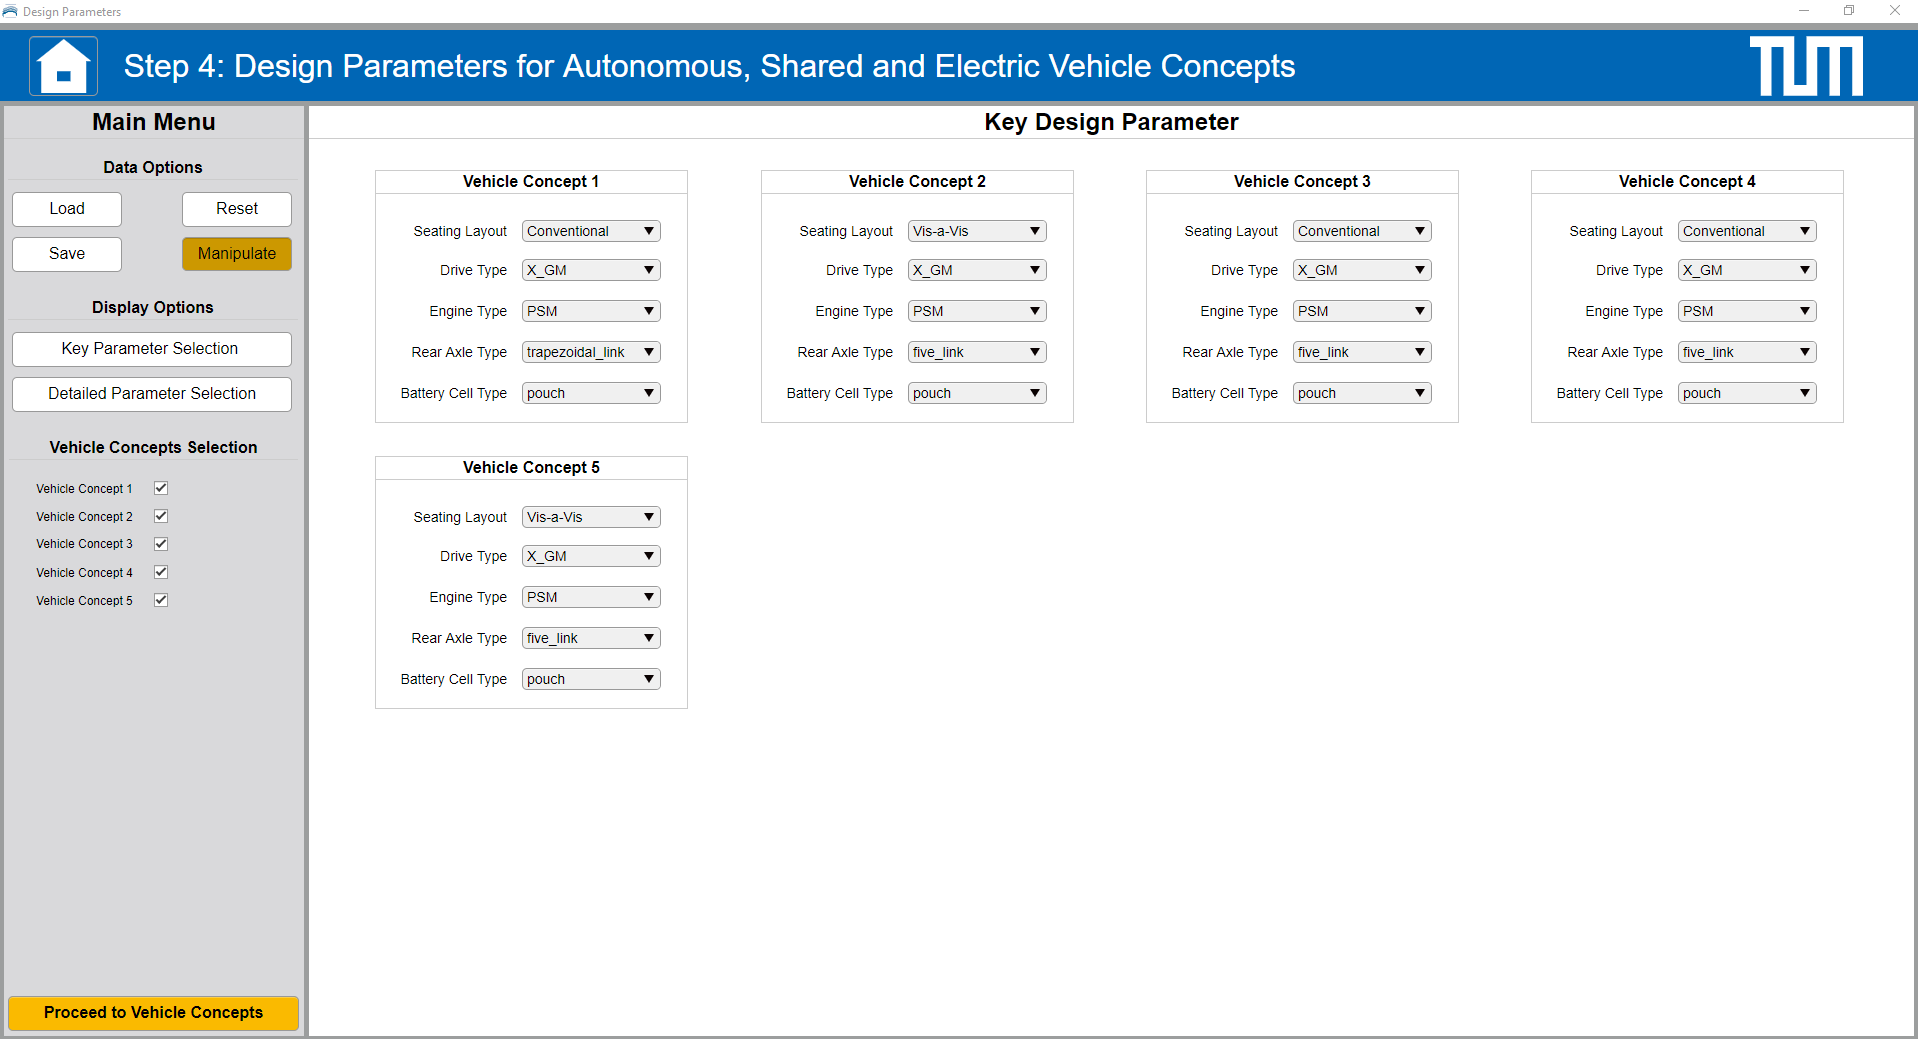 Design Parameters
Step 4: Design Parameters for Autonomous, Shared and Electric Vehicle Concepts
TUM
Main Menu
Data Options
Load
Reset
Save
Manipulate
Display Options
Key Parameter Selection
Detailed Parameter Selection
Vehicle Concepts Selection
Vehicle Concept 1
Vehicle Concept 2
Vehicle Concept 3
Vehicle Concept 4
Vehicle Concept 5
Proceed to Vehicle Concepts
Key Design Parameter
Vehicle Concept 1
Seating Layout Conventional
Drive Type X_GM
Engine Type PSM
Rear Axle Type trapezoidal_link
Battery Cell Type pouch
Vehicle Concept 2
Seating Layout Vis-a-Vis
Drive Type X_GM
Engine Type PSM
Rear Axle Type five_link
Battery Cell Type pouch
Vehicle Concept 3
Seating Layout Conventional
Drive Type X_GM
Engine Type PSM
Rear Axle Type five_link
Battery Cell Type pouch
Vehicle Concept 4
Seating Layout Conventional
Drive Type X_GM
Engine Type PSM
Rear Axle Type five_link
Battery Cell Type pouch
Vehicle Concept 5
Seating Layout Vis-a-Vis
Drive Type X_GM
Engine Type PSM
Rear Axle Type five_link
Battery Cell Type pouch